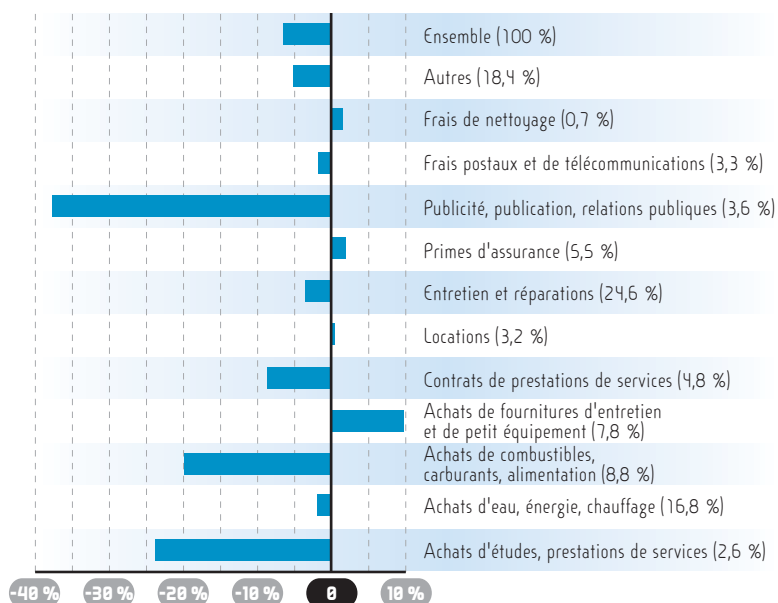 Ensemble (100 %)
Autres (18,4 %)
Frais de nettoyage (0,7 %)
Frais postaux et de télécommunications (3,3 %)
Publicité, publication, relations publiques (3,6 %)
Primes d'assurance (5,5 %)
Entretien et réparations (24,6 %)
Locations (3,2 %)
Contrats de prestations de services (4,8 %)
Achats de fournitures d'entretien
et de petit équipement (7,8 %)
Achats de combustibles,
carburants, alimentation (8,8 %)
Achats d'eau, énergie, chauffage (16,8 %)
Achats d'études, prestations de services (2,6 %)
-40 % -30 % -20 % -10 % 0 10 %